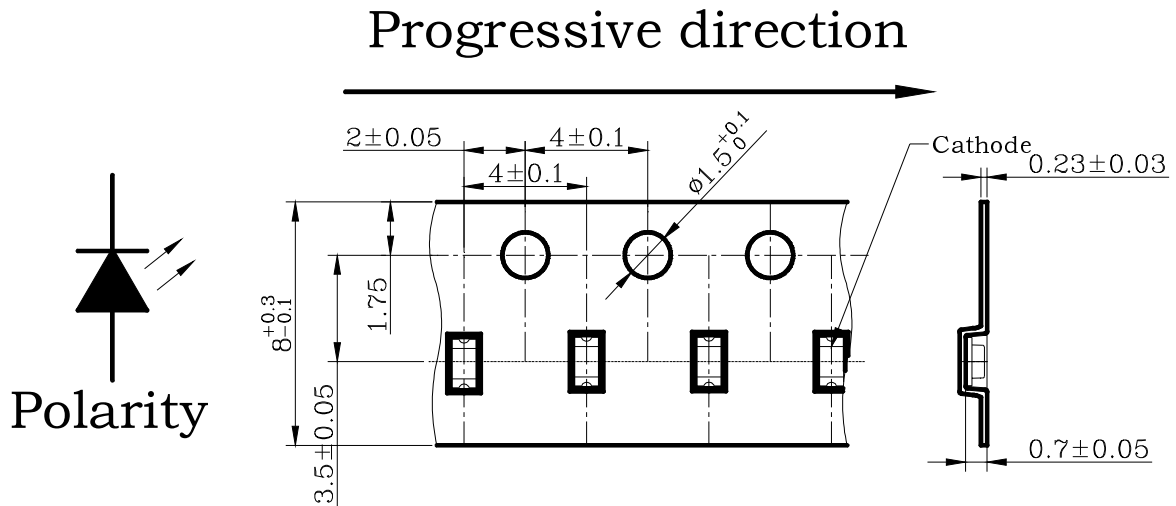 Progressive direction
2±0.05
4±0.1
ø1.5 +0.1 0
Cathode
0.23±0.03
4±0.1
1.75
8 +0.3 -0.1
Polarity
3.5±0.05
0.7±0.05